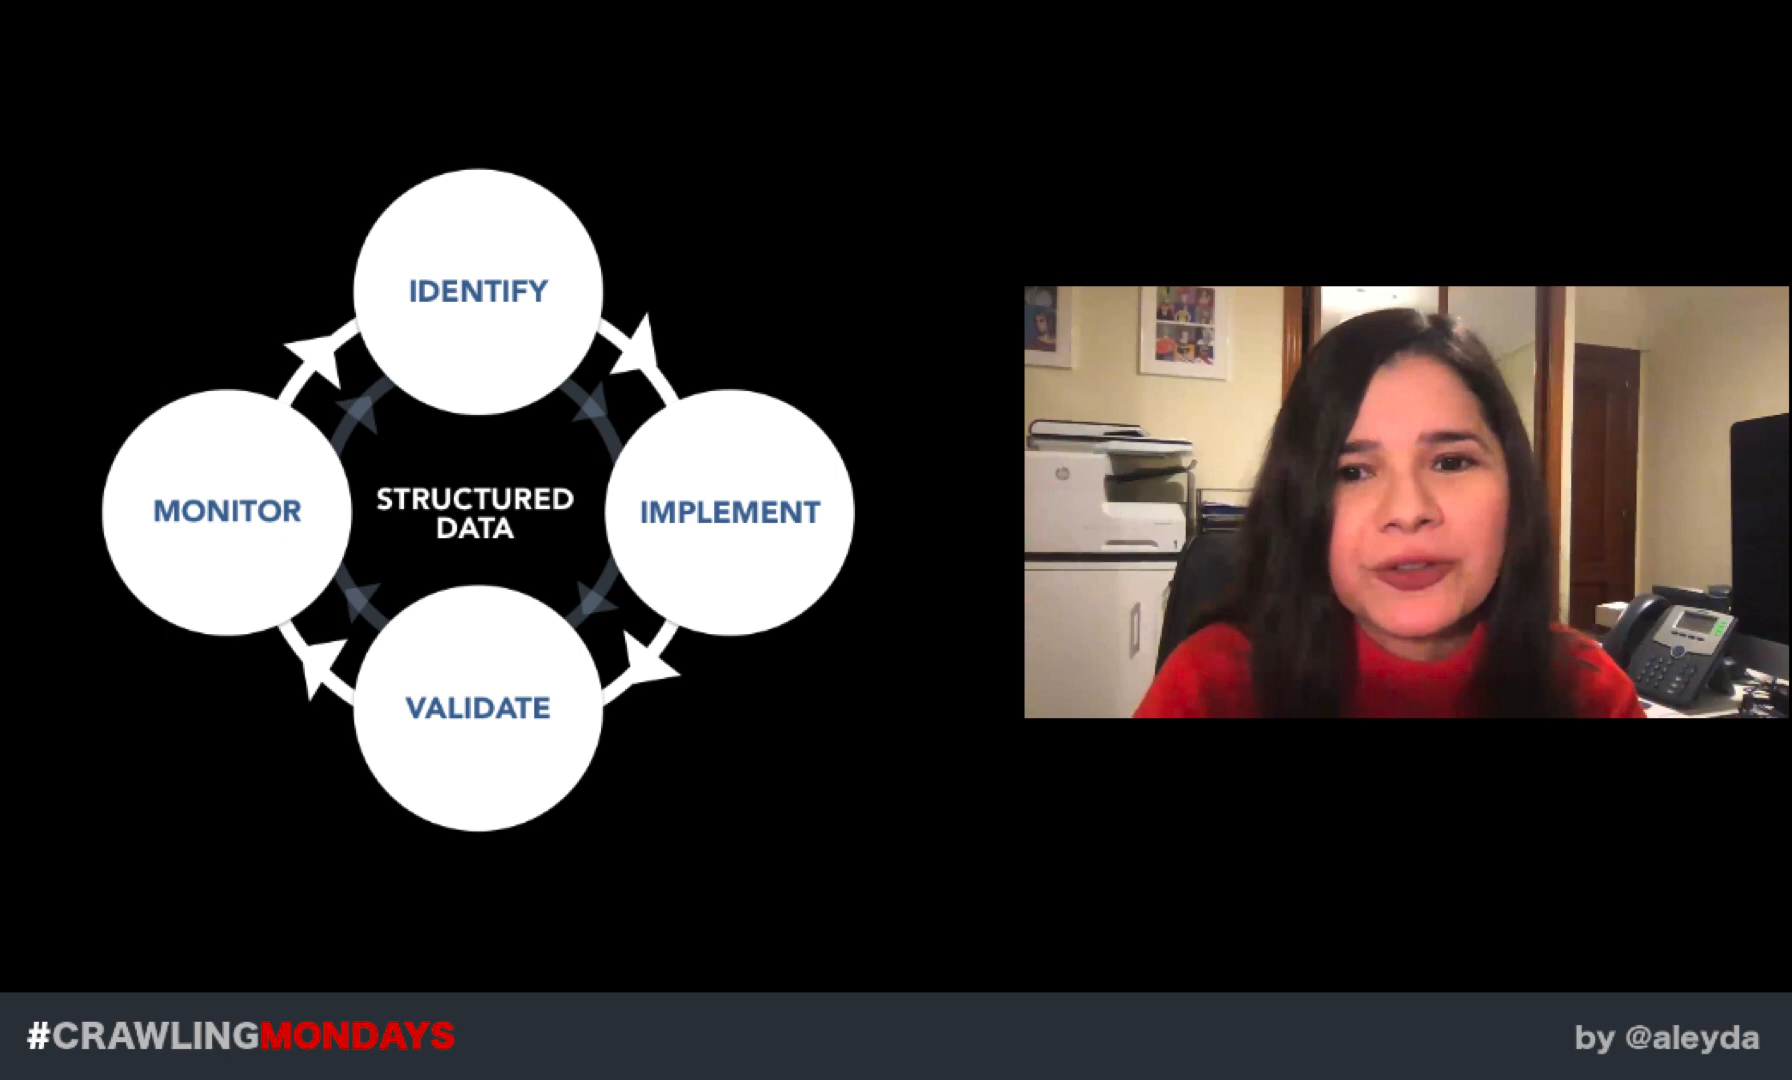 IDENTIFY
MONITOR
STRUCTURED
DATA
IMPLEMENT
VALIDATE
#CRAWLINGMONDAYS
by @aleyda